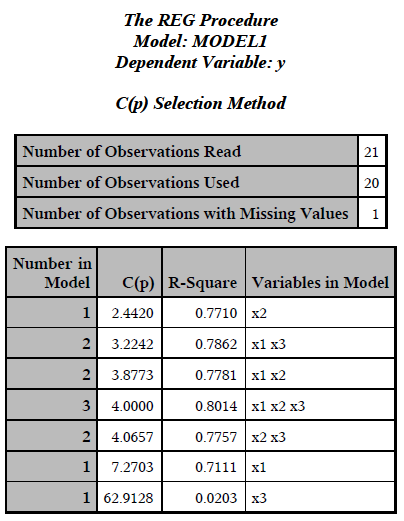 The REG Procedure
Model: MODEL1
Dependent Variable: y
C(p) Selection Method
Number of Observations Read 21
Number of Observations Used 20
Number of Observations with Missing Values 1
Number in
Model C(p) R-Square Variables in Model
1 2.4420 0.7710 x2
2 3.2242 0.7862 x1 x3
2 3.8773 0.7781 x1 x2
3 4.0000 0.8014 x1 x2 x3
2 4.0657 0.7757 x2 x3
1 7.2703 0.7111 x1
1 62.9128 0.0203 x3